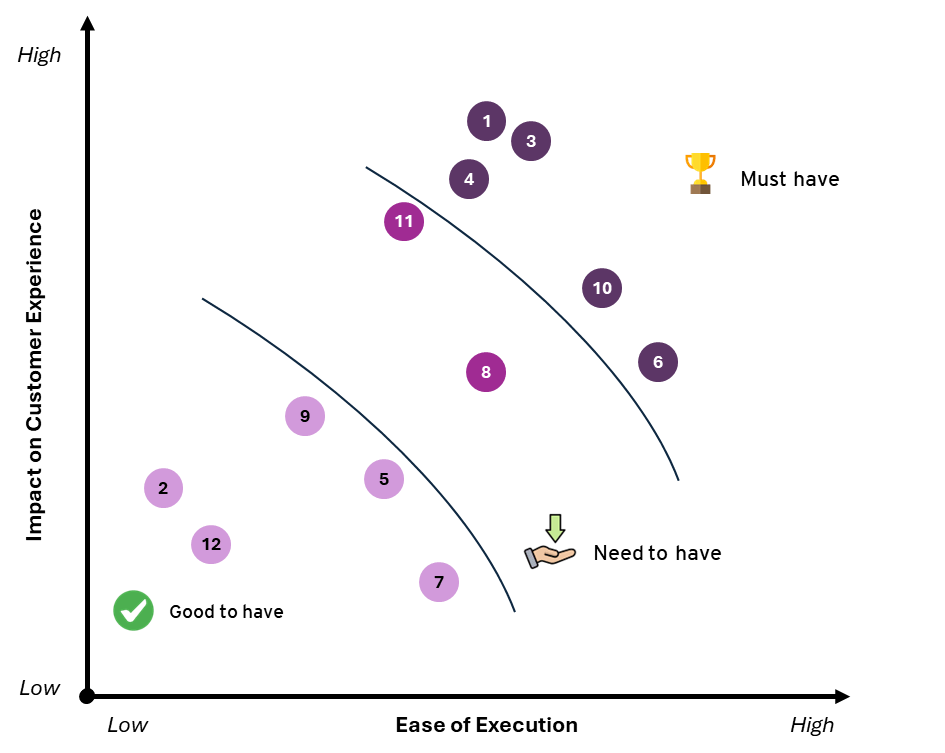 High
1
3
4
Must have
11
10
6
8
9
5
2
12
Need to have
7
Good to have
Impact on Customer Experience
Low
Low
Ease of Execution
High